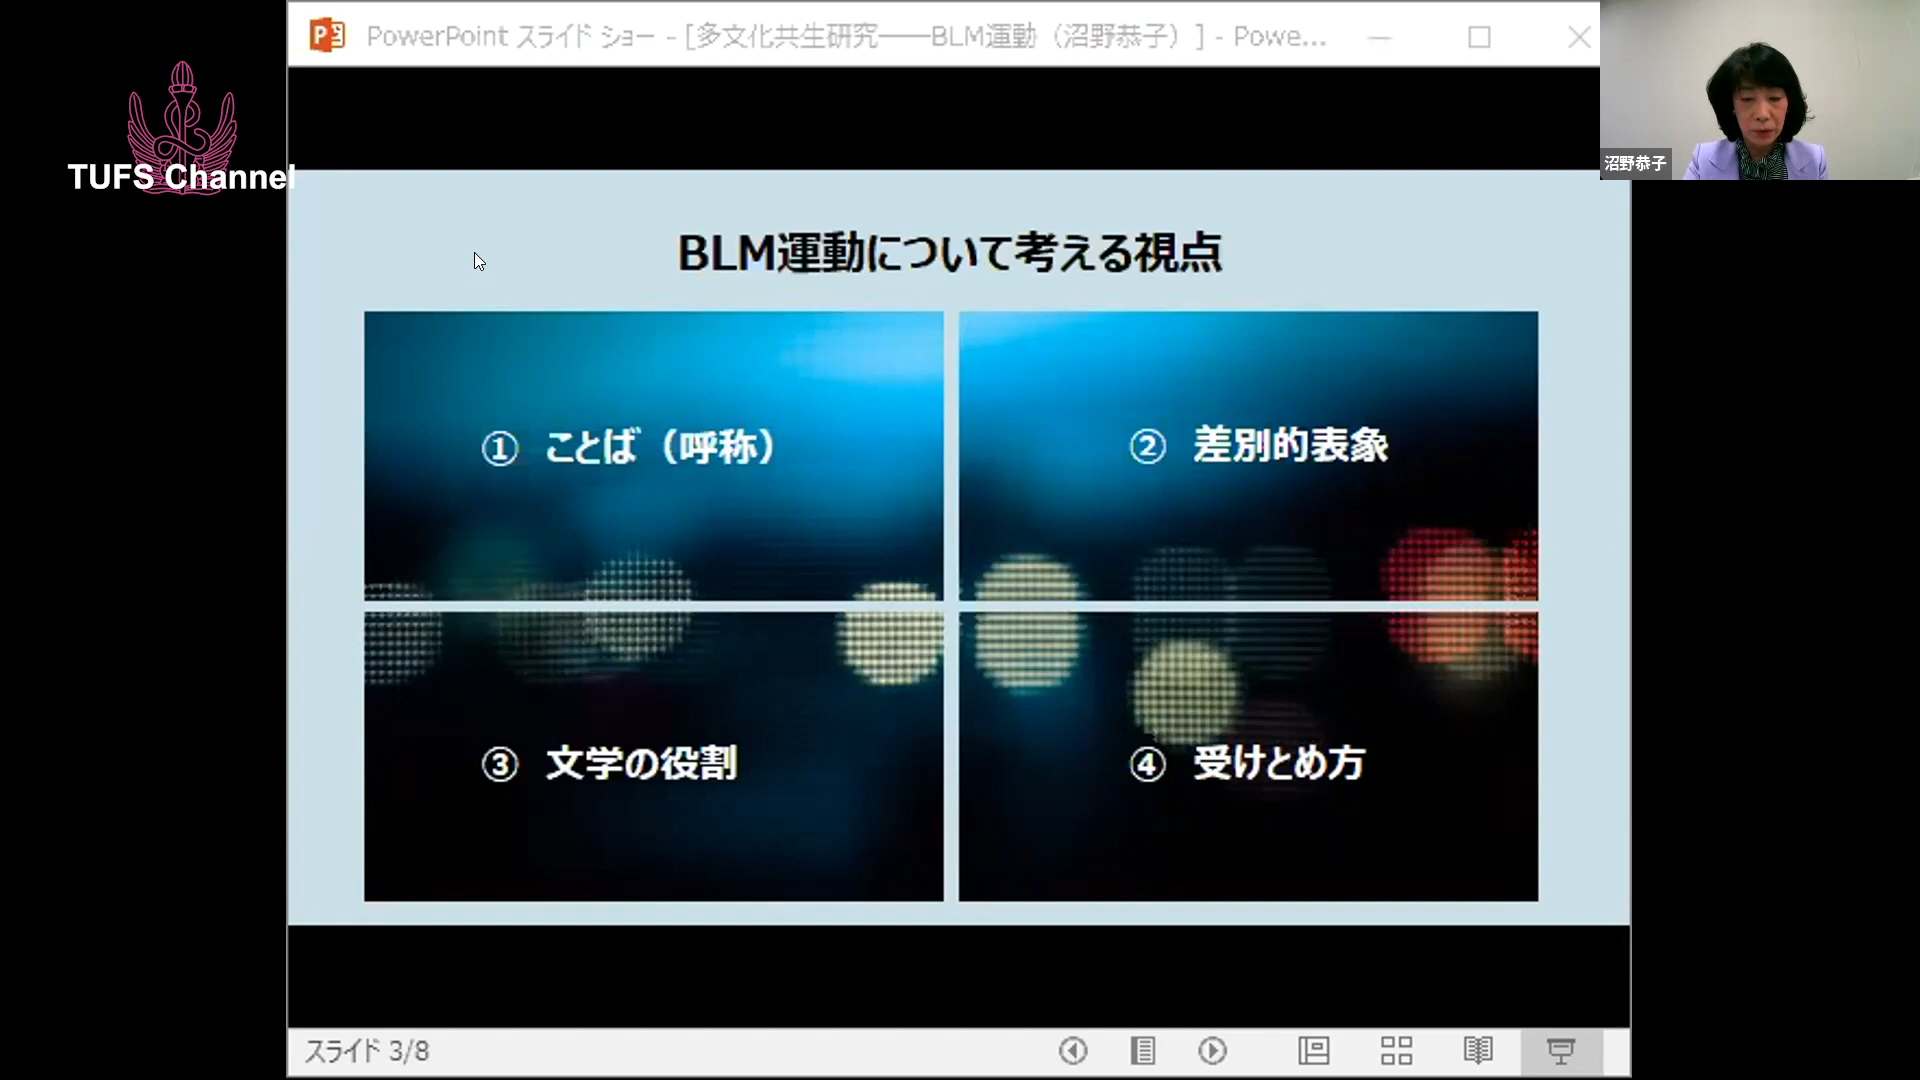 PowerPoint スライド ショー - [多文化共生研究――BLM運動（沼野恭子）] - Powe...
TUFS Channel
沼野恭子
BLM運動について考える視点
① ことば（呼称）
② 差別的表象
③ 文学の役割
④ 受けとめ方
スライド 3/8